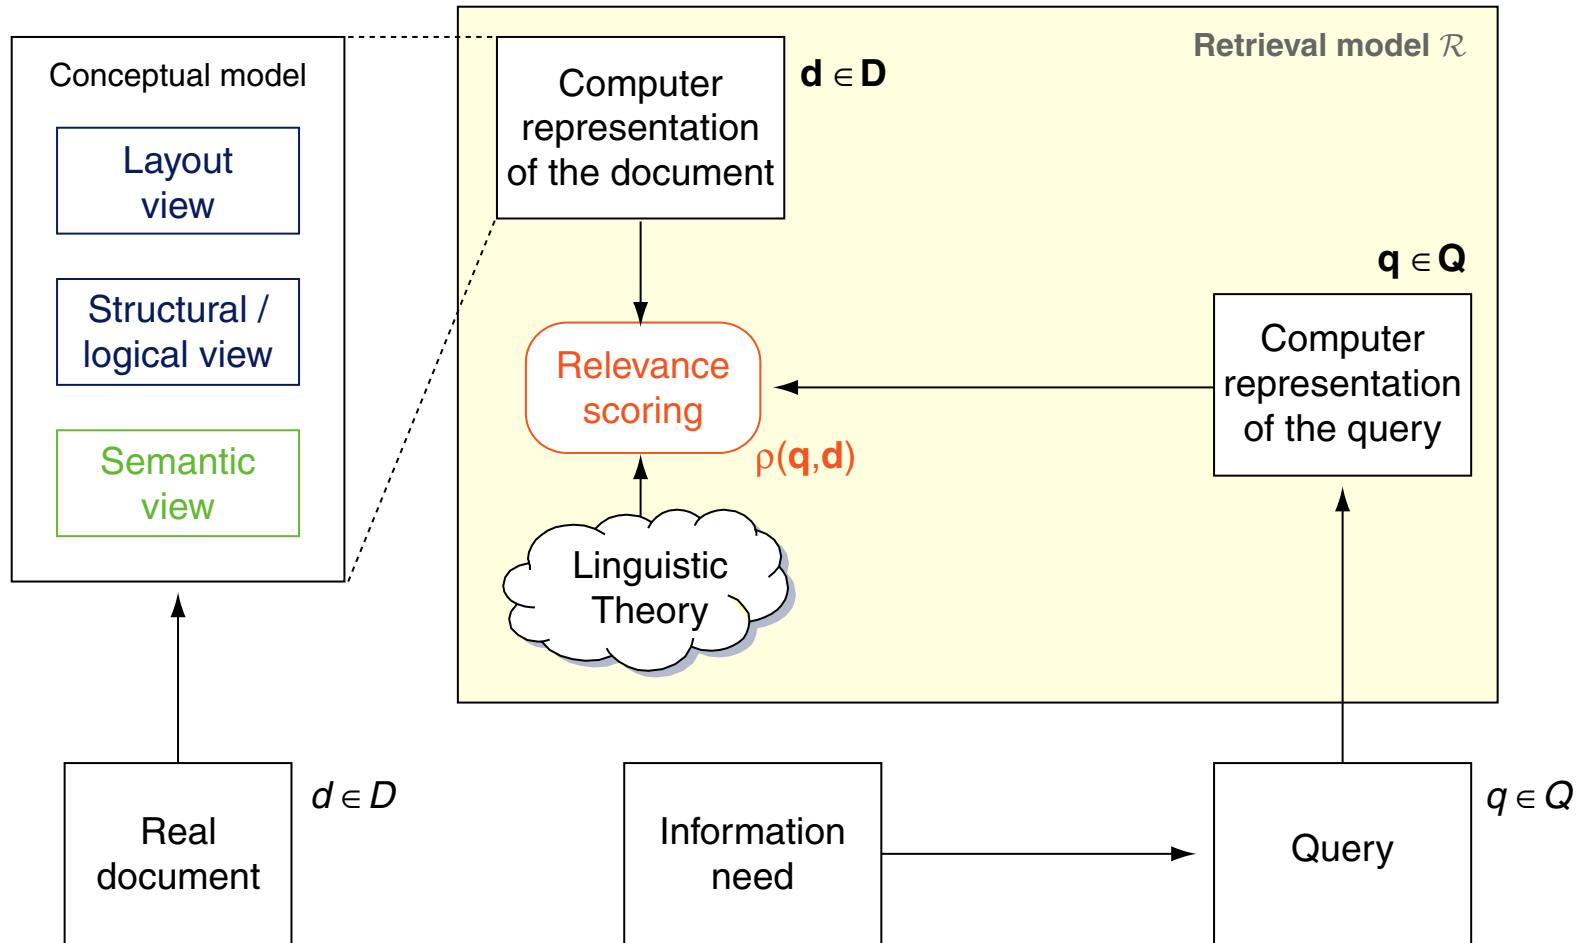 Retrieval model ℛ
Conceptual model
Layout
view
Structural /
logical view
Semantic
view
Computer
representation
of the document
d ∈ D
q ∈ Q
Computer
representation
of the query
Relevance
scoring
ρ(q,d)
Linguistic
Theory
Real
document
d ∈ D
Information
need
Query
q ∈ Q